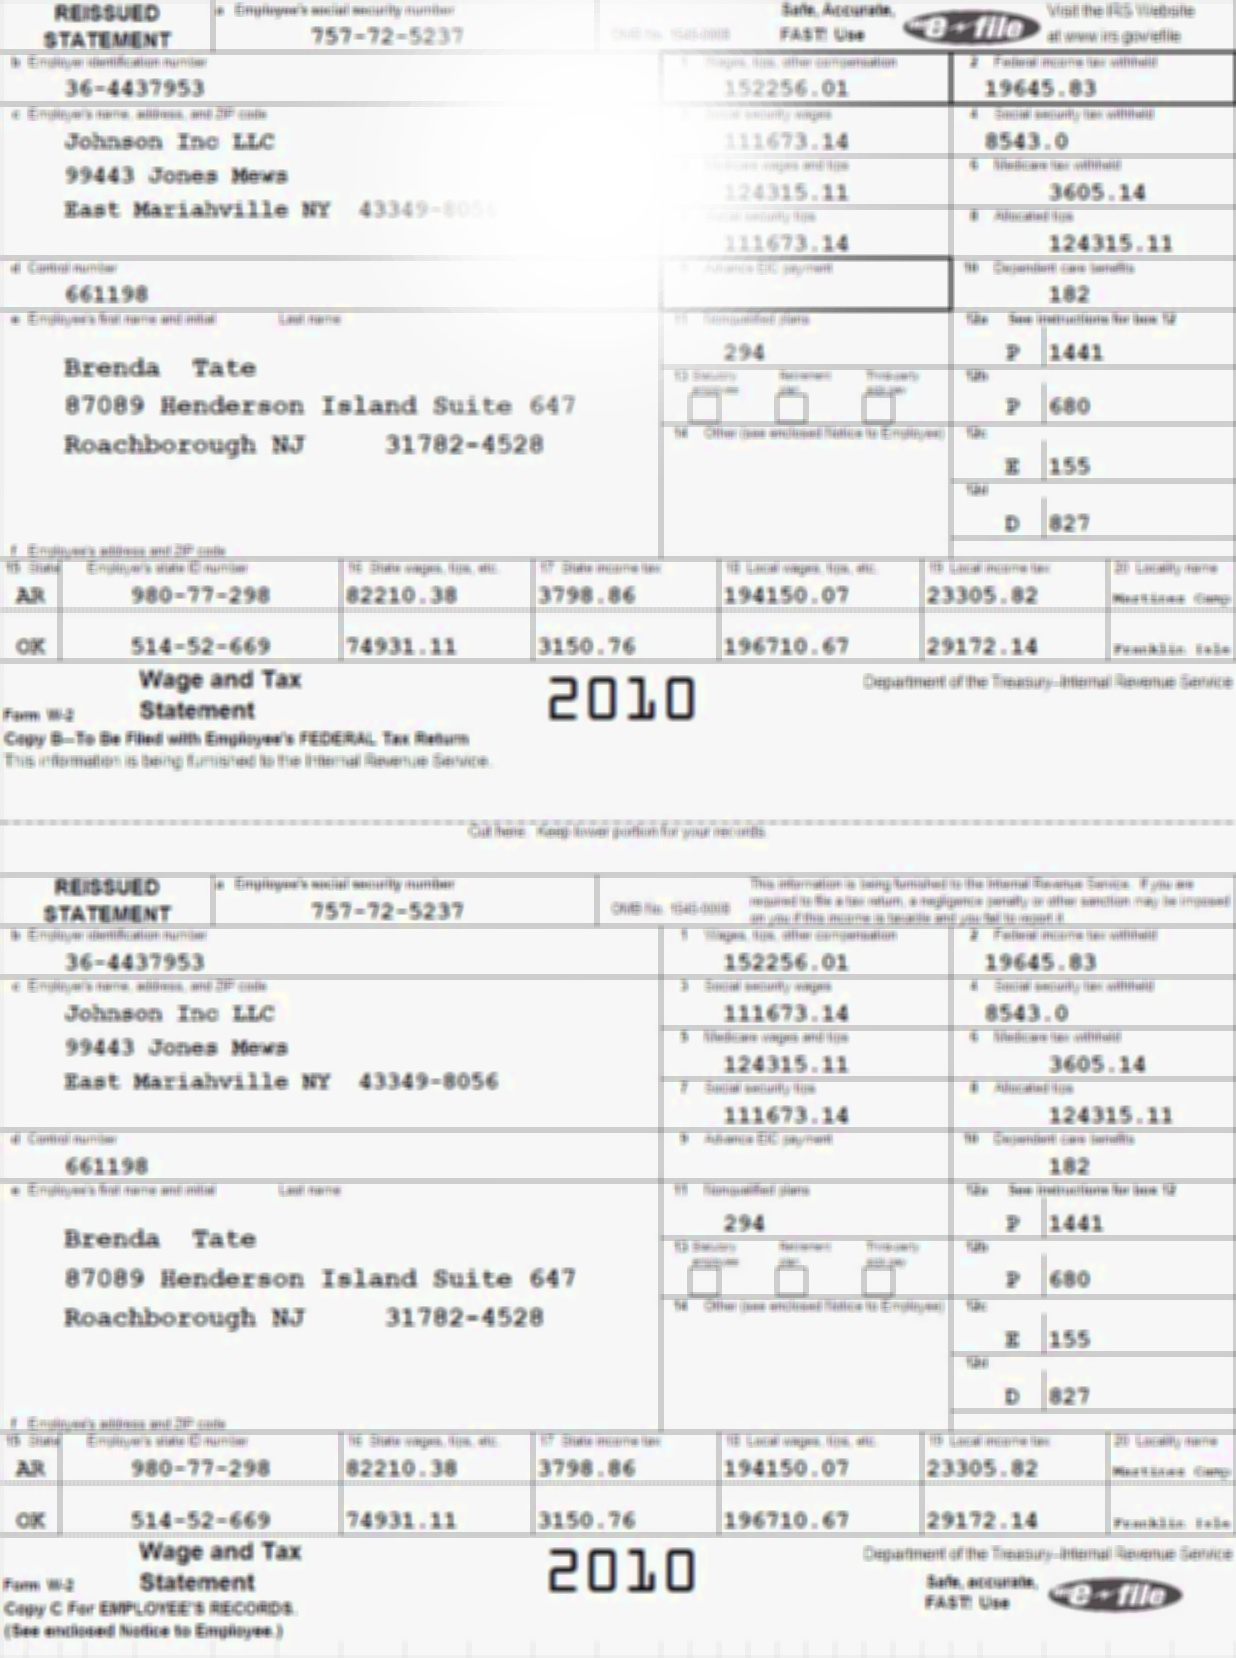 REISSUED STATEMENT
a Employee's social security number
757-72-5237
OMB No. 1545-0008
Safe, Accurate, FAST! Use
e-file
Visit the IRS Website at www.irs.gov/efile
b Employer identification number
36-4437953
1 Wages, tips, other compensation
152256.01
2 Federal income tax withheld
19645.83
c Employer's name, address, and ZIP code
Johnson Inc LLC
99443 Jones Mews
East Mariahville NY 43349-8056
Social security wages
111673.14
4 Social security tax withheld
8543.0
Medicare wages and tips
124315.11
6 Medicare tax withheld
3605.14
Social security tips
111673.14
8 Allocated tips
124315.11
d Control number
661198
Advance EIC payment
10 Dependent care benefits
182
e Employee's first name and initial Last name
Brenda Tate
87089 Henderson Island Suite 647
Roachborough NJ 31782-4528
11 Nonqualified plans
294
12a See instructions for box 12
P 1441
13 Statutory employee Retirement plan Third-party sick pay
12b
P 680
14 Other (see enclosed Notice to Employee)
12c
E 155
12d
D 827
f Employee's address and ZIP code
15 State Employer's state ID number 16 State wages, tips, etc. 17 State income tax 18 Local wages, tips, etc. 19 Local income tax 20 Locality name
AR 980-77-298 82210.38 3798.86 194150.07 23305.82 Martinez Camp
OK 514-52-669 74931.11 3150.76 196710.67 29172.14 Franklin Isle
Form W-2 Wage and Tax Statement
2010
Department of the Treasury–Internal Revenue Service
Copy B–To Be Filed with Employee's FEDERAL Tax Return
This information is being furnished to the Internal Revenue Service.
Cut here Keep lower portion for your records
REISSUED STATEMENT
a Employee's social security number
757-72-5237
OMB No. 1545-0008
This information is being furnished to the Internal Revenue Service. If you are
required to file a tax return, a negligence penalty or other sanction may be imposed
on you if this income is taxable and you fail to report it.
b Employer identification number
36-4437953
1 Wages, tips, other compensation
152256.01
2 Federal income tax withheld
19645.83
c Employer's name, address, and ZIP code
Johnson Inc LLC
99443 Jones Mews
East Mariahville NY 43349-8056
3 Social security wages
111673.14
4 Social security tax withheld
8543.0
5 Medicare wages and tips
124315.11
6 Medicare tax withheld
3605.14
7 Social security tips
111673.14
8 Allocated tips
124315.11
d Control number
661198
9 Advance EIC payment
10 Dependent care benefits
182
e Employee's first name and initial Last name
Brenda Tate
87089 Henderson Island Suite 647
Roachborough NJ 31782-4528
11 Nonqualified plans
294
12a See instructions for box 12
P 1441
13 Statutory employee Retirement plan Third-party sick pay
12b
P 680
14 Other (see enclosed Notice to Employee)
12c
E 155
12d
D 827
f Employee's address and ZIP code
15 State Employer's state ID number 16 State wages, tips, etc. 17 State income tax 18 Local wages, tips, etc. 19 Local income tax 20 Locality name
AR 980-77-298 82210.38 3798.86 194150.07 23305.82 Martinez Camp
OK 514-52-669 74931.11 3150.76 196710.67 29172.14 Franklin Isle
Form W-2 Wage and Tax Statement
2010
Department of the Treasury–Internal Revenue Service
Copy C For EMPLOYEE'S RECORDS.
(See enclosed Notice to Employee.)
Safe, accurate, FAST! Use
e-file